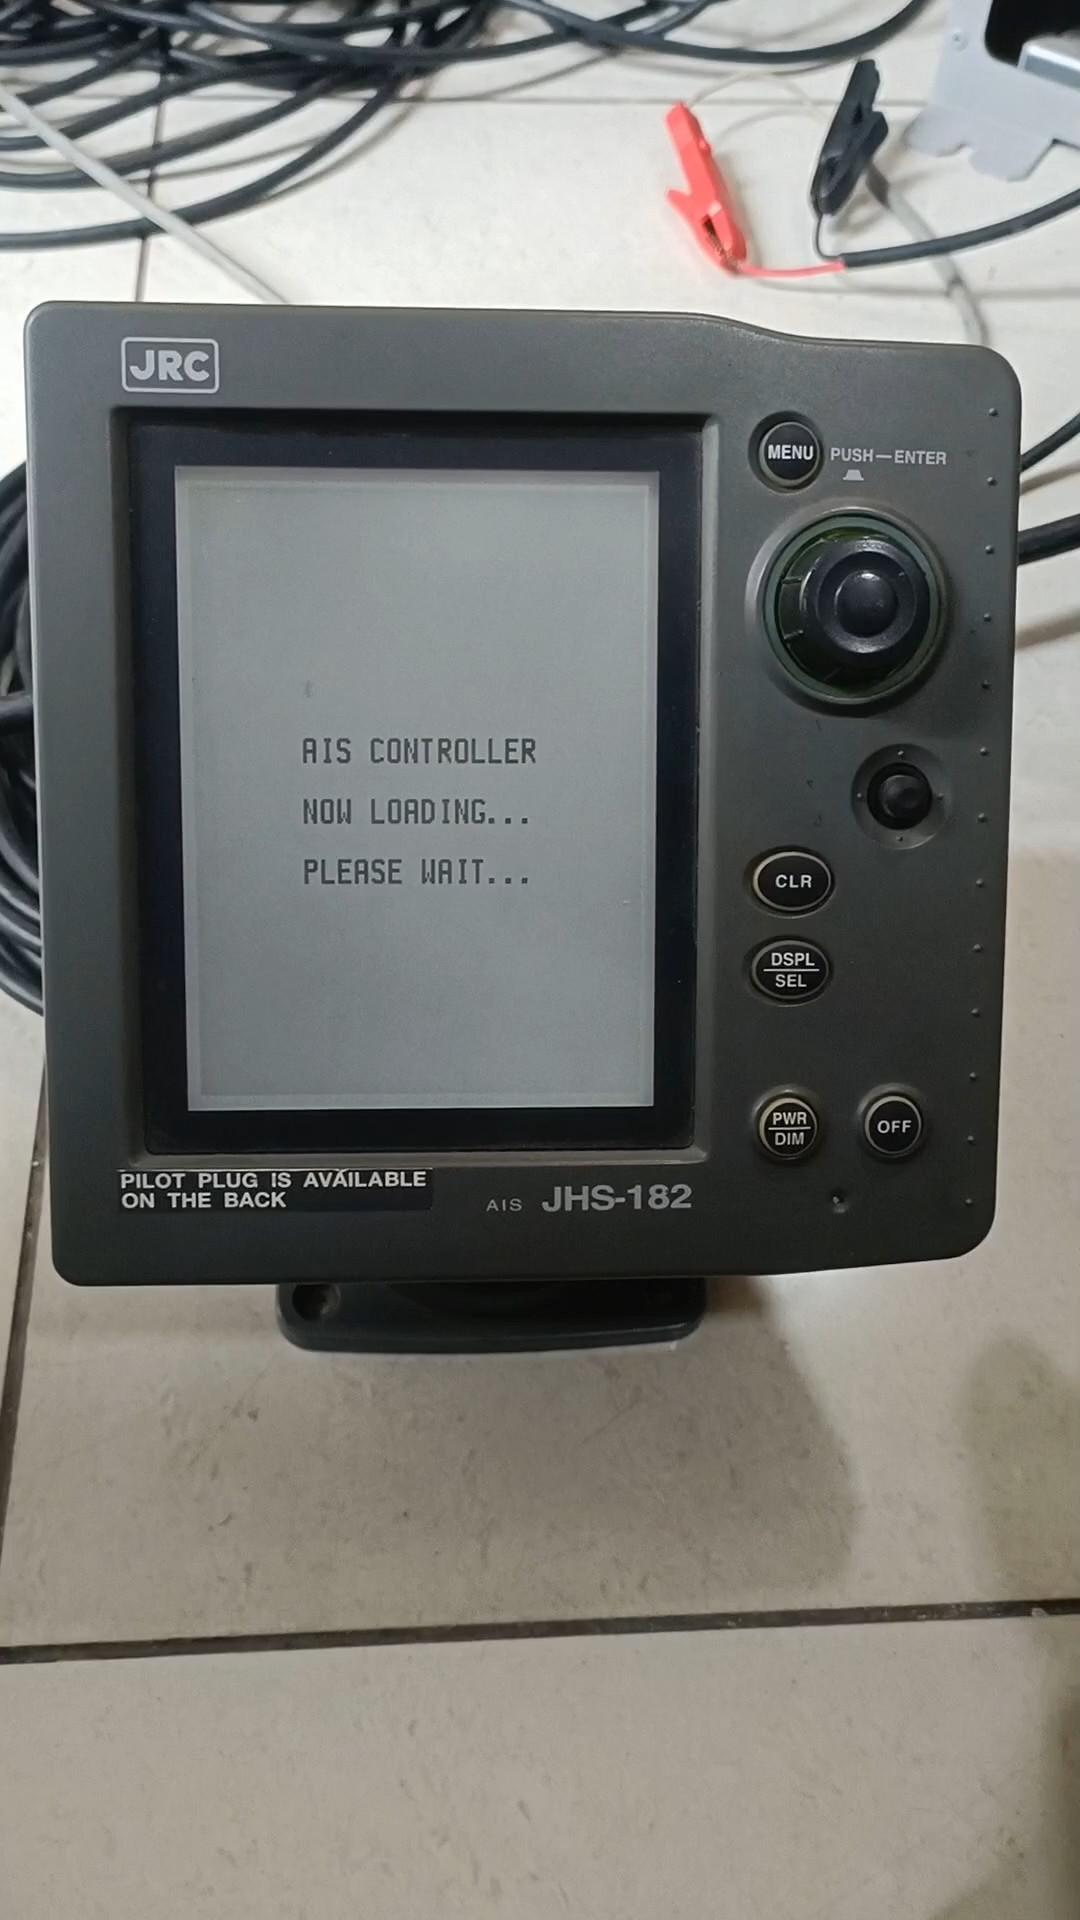 JRC
MENU
PUSH—ENTER
AIS CONTROLLER
NOW LOADING...
PLEASE WAIT...
CLR
DSPL
SEL
PWR
DIM
OFF
PILOT PLUG IS AVAILABLE
ON THE BACK
AIS JHS-182